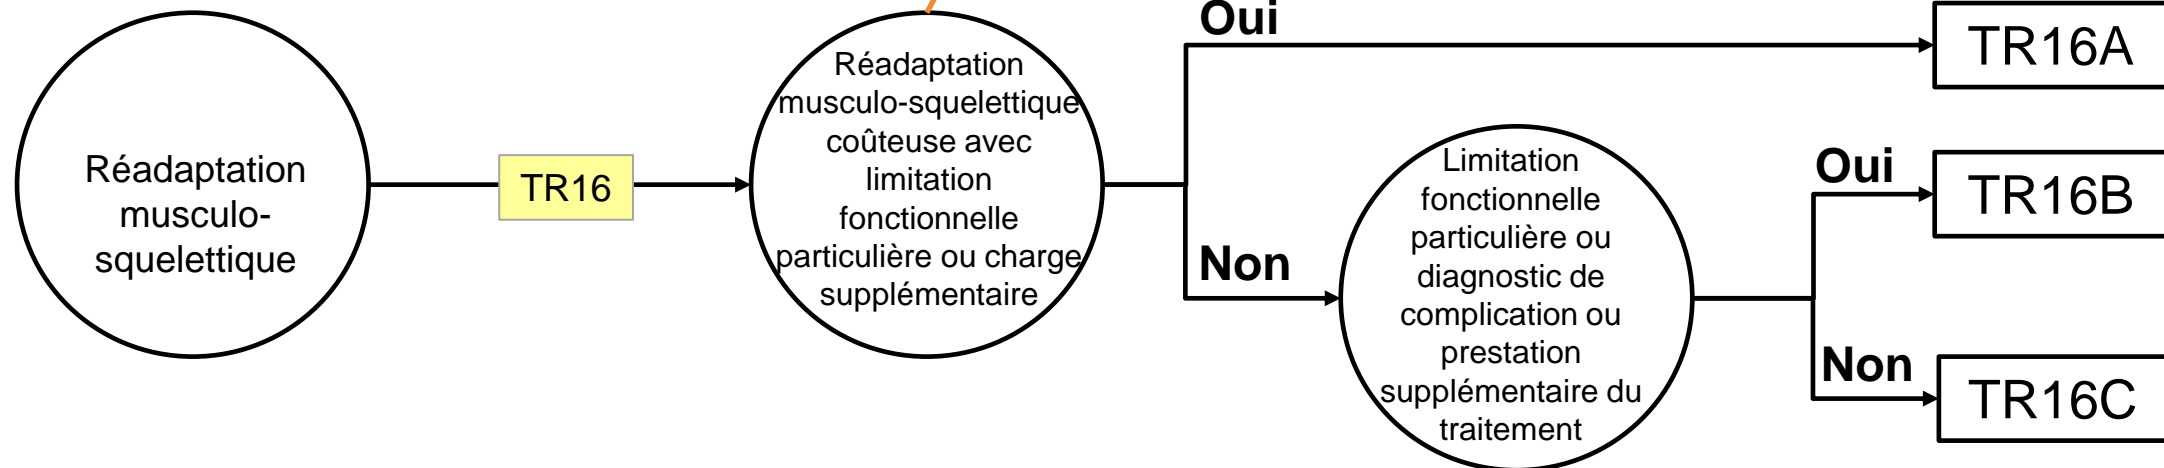 Réadaptation
musculo-
squelettique
TR16
Réadaptation
musculo-squelettique
coûteuse avec
limitation
fonctionnelle
particulière ou charge
supplémentaire
Oui
TR16A
Non
Limitation
fonctionnelle
particulière ou
diagnostic de
complication ou
prestation
supplémentaire du
traitement
Oui
TR16B
Non
TR16C